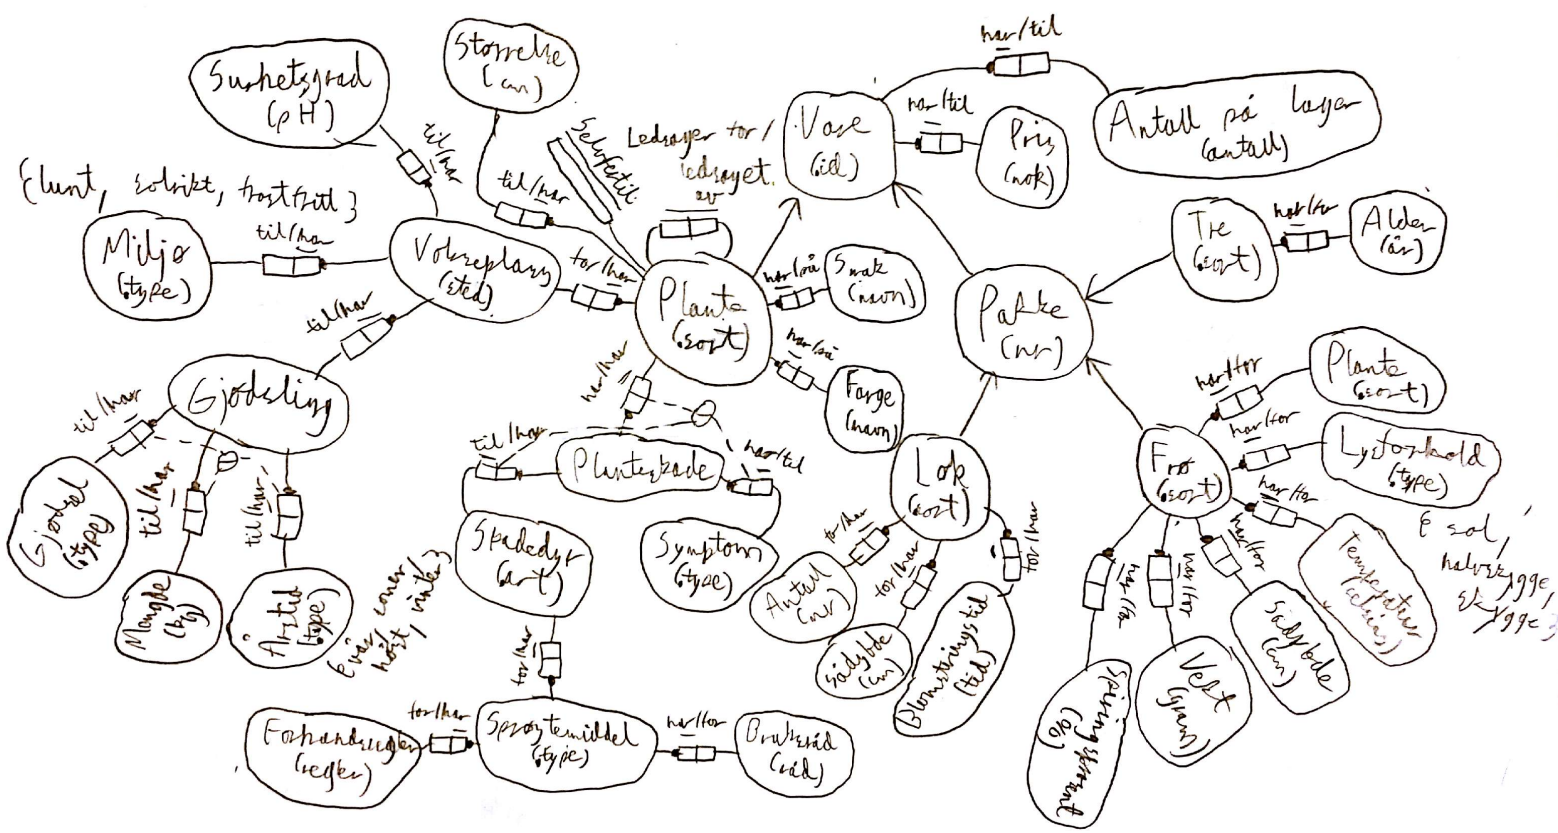 Surhetsgrad
(pH)
Størrelse
(cm)
til/har
til/har
Selvfertil
Ledsager for/
ledsaget
av
Vare
(.id)
har/til
har/til
Pris
(nok)
Antall på lager
(antall)
{lunt, solrikt, frostfritt}
Miljø
(.type)
til/har
Vokseplass
(sted)
for/har
Plante
(.sort)
har/på
Smak
(navn)
har/på
Farge
(navn)
Pakke
(nr)
Tre
(.sort)
har/for
Alder
(år)
til/har
Gjødsling
til/har
til/har
til/har
Gjødsel
(.type)
Mengde
(kg)
Årstid
(.type)
{vår, sommer,
høst, vinter}
har/har
til/har
Planteskade
har/til
Skadedyr
(.art)
Symptom
(.type)
for/har
Sprøytemiddel
(.type)
for/har
Forhandsregler
(regler)
har/for
Bruksråd
(råd)
Løk
(.sort)
for/har
for/har
for/har
Antall
(nr)
sådybde
(cm)
Blomstringstid
(tid)
Frø
(.sort)
har/for
Plante
(.sort)
har/for
Lysforhold
(.type)
{sol,
halvskygge,
skygge}
har/for
Temperatur
(celsius)
har/for
Sådybde
(cm)
har/for
Vekt
(gram)
har/for
Spiringsprosent
(%)